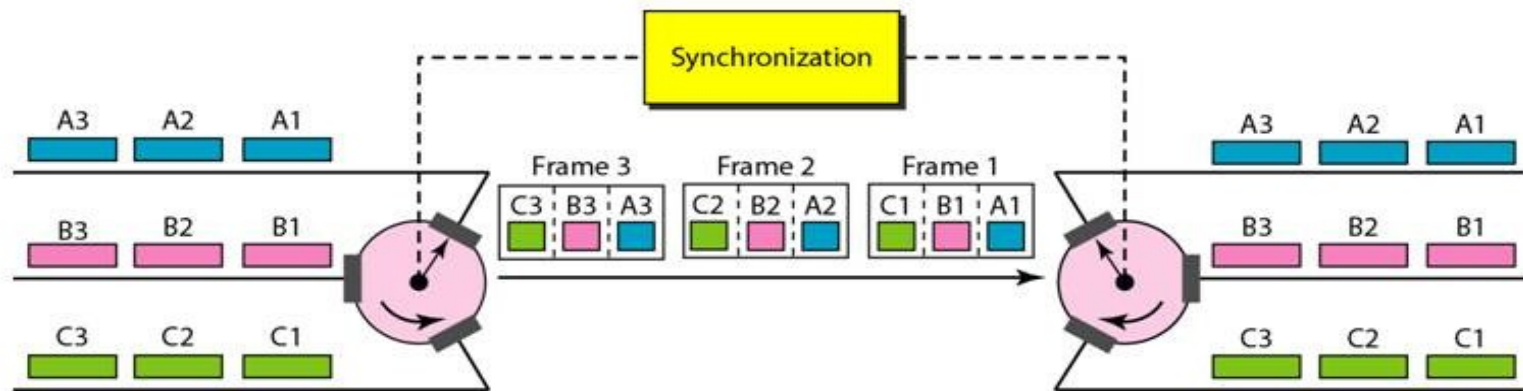 Synchronization
A3 A2 A1
A3 A2 A1
Frame 3 Frame 2 Frame 1
C3 B3 A3 C2 B2 A2 C1 B1 A1
B3 B2 B1
B3 B2 B1
C3 C2 C1
C3 C2 C1